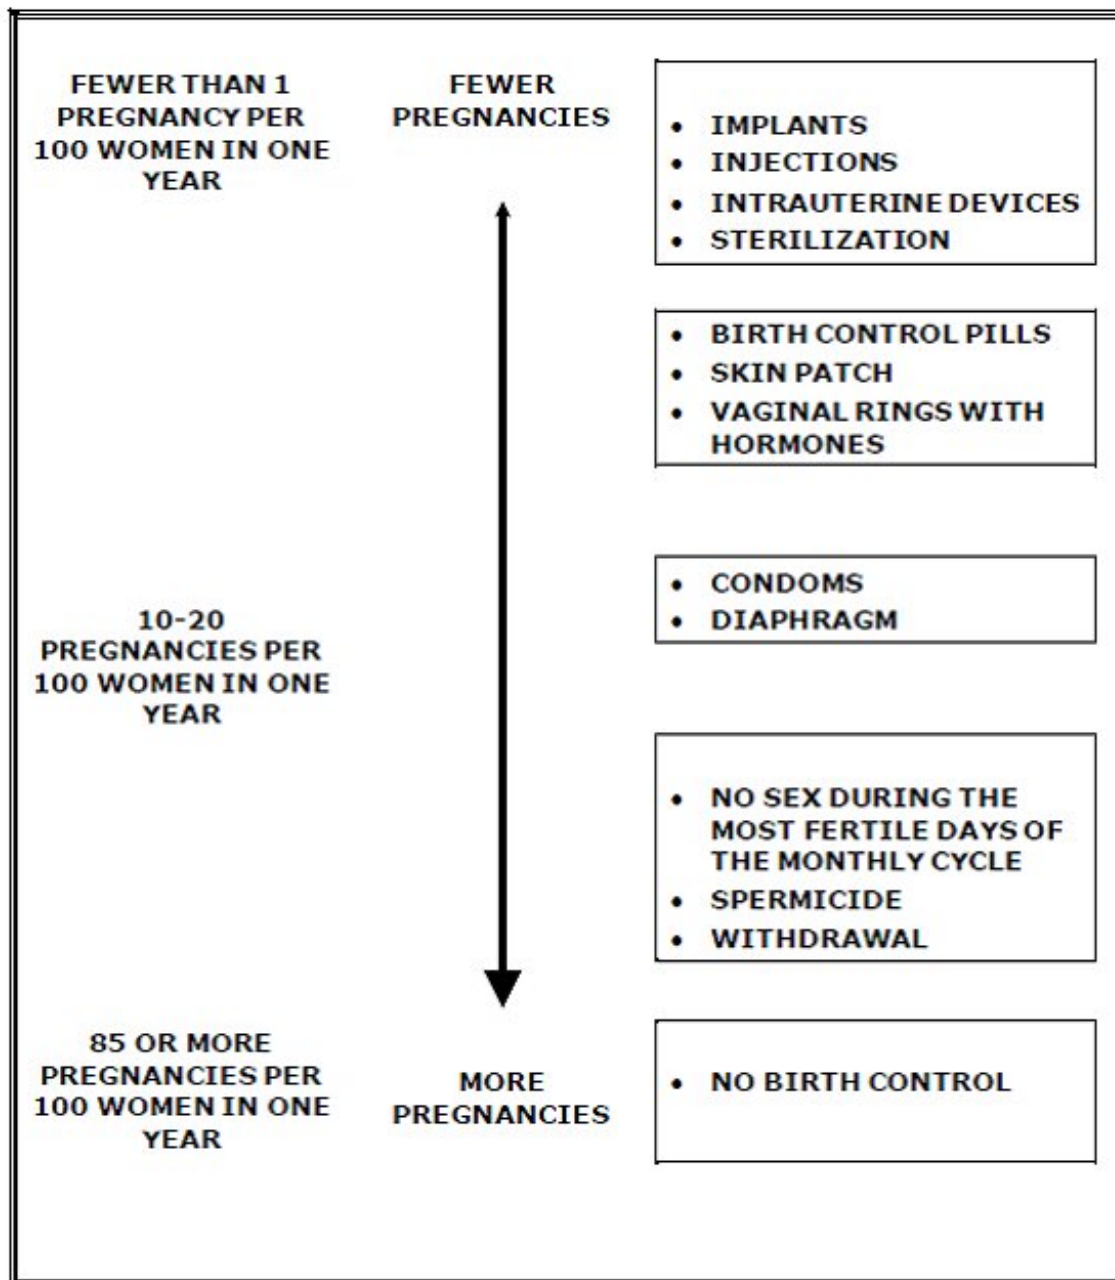 FEWER THAN 1
PREGNANCY PER
100 WOMEN IN ONE
YEAR
FEWER
PREGNANCIES
• IMPLANTS
• INJECTIONS
• INTRAUTERINE DEVICES
• STERILIZATION
• BIRTH CONTROL PILLS
• SKIN PATCH
• VAGINAL RINGS WITH
HORMONES
10-20
PREGNANCIES PER
100 WOMEN IN ONE
YEAR
• CONDOMS
• DIAPHRAGM
• NO SEX DURING THE
MOST FERTILE DAYS OF
THE MONTHLY CYCLE
• SPERMICIDE
• WITHDRAWAL
85 OR MORE
PREGNANCIES PER
100 WOMEN IN ONE
YEAR
MORE
PREGNANCIES
• NO BIRTH CONTROL